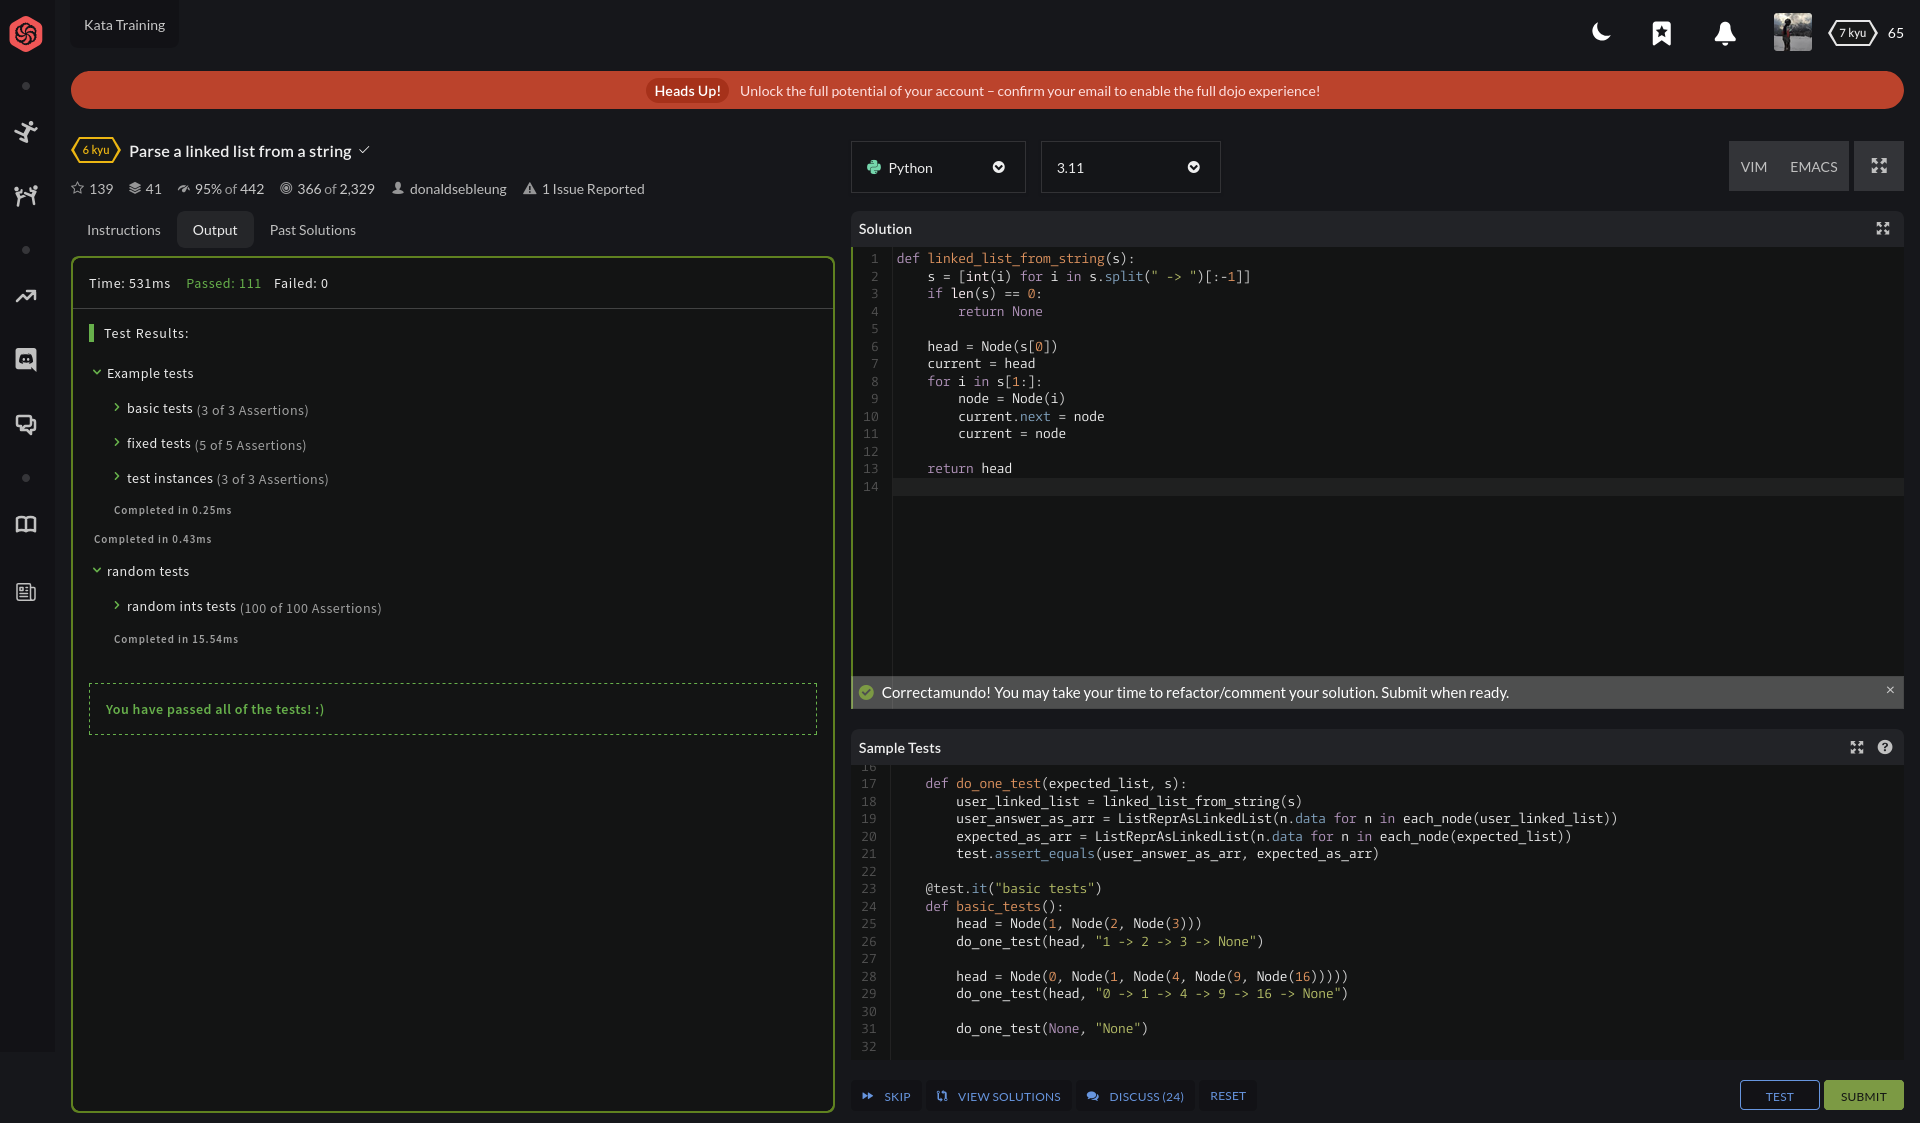 Kata Training
7 kyu 65
Heads Up! Unlock the full potential of your account – confirm your email to enable the full dojo experience!
6 kyu Parse a linked list from a string
139 41 95% of 442 366 of 2,329 donaldsebleung 1 Issue Reported
Instructions Output Past Solutions
Time: 531ms Passed: 111 Failed: 0
Test Results:
Example tests
basic tests (3 of 3 Assertions)
fixed tests (5 of 5 Assertions)
test instances (3 of 3 Assertions)
Completed in 0.25ms
Completed in 0.43ms
random tests
random ints tests (100 of 100 Assertions)
Completed in 15.54ms
You have passed all of the tests! :)
Python 3.11 VIM EMACS
Solution
1 def linked_list_from_string(s):
2     s = [int(i) for i in s.split(" -> ")[:-1]]
3     if len(s) == 0:
4         return None
5
6     head = Node(s[0])
7     current = head
8     for i in s[1:]:
9         node = Node(i)
10         current.next = node
11         current = node
12
13     return head
14
Correctamundo! You may take your time to refactor/comment your solution. Submit when ready. ×
Sample Tests
16
17     def do_one_test(expected_list, s):
18         user_linked_list = linked_list_from_string(s)
19         user_answer_as_arr = ListReprAsLinkedList(n.data for n in each_node(user_linked_list))
20         expected_as_arr = ListReprAsLinkedList(n.data for n in each_node(expected_list))
21         test.assert_equals(user_answer_as_arr, expected_as_arr)
22
23     @test.it("basic tests")
24     def basic_tests():
25         head = Node(1, Node(2, Node(3)))
26         do_one_test(head, "1 -> 2 -> 3 -> None")
27
28         head = Node(0, Node(1, Node(4, Node(9, Node(16)))))
29         do_one_test(head, "0 -> 1 -> 4 -> 9 -> 16 -> None")
30
31         do_one_test(None, "None")
32
SKIP VIEW SOLUTIONS DISCUSS (24) RESET TEST SUBMIT